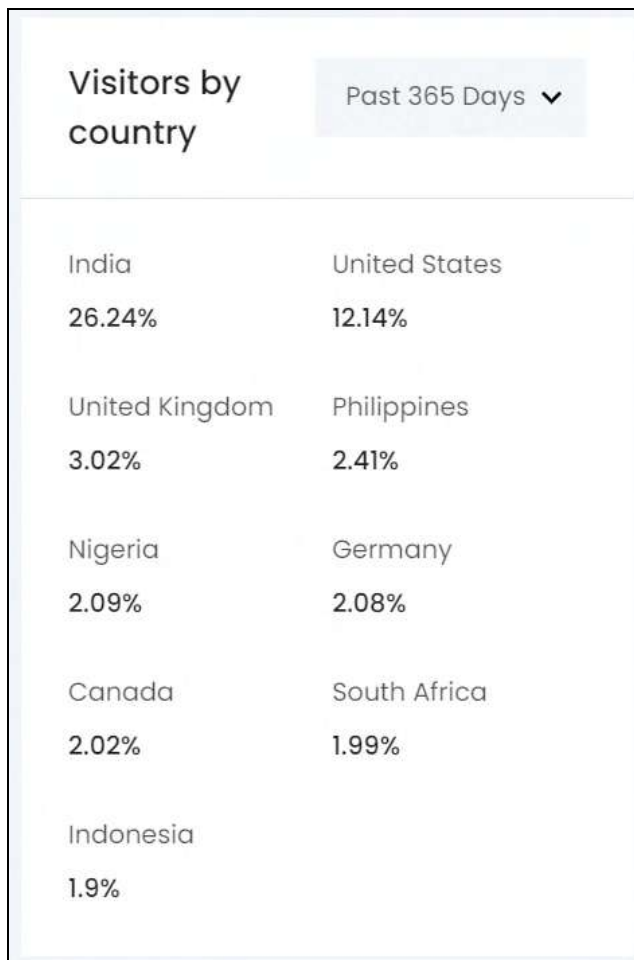 Visitors by
country
Past 365 Days
India
26.24%
United States
12.14%
United Kingdom
3.02%
Philippines
2.41%
Nigeria
2.09%
Germany
2.08%
Canada
2.02%
South Africa
1.99%
Indonesia
1.9%